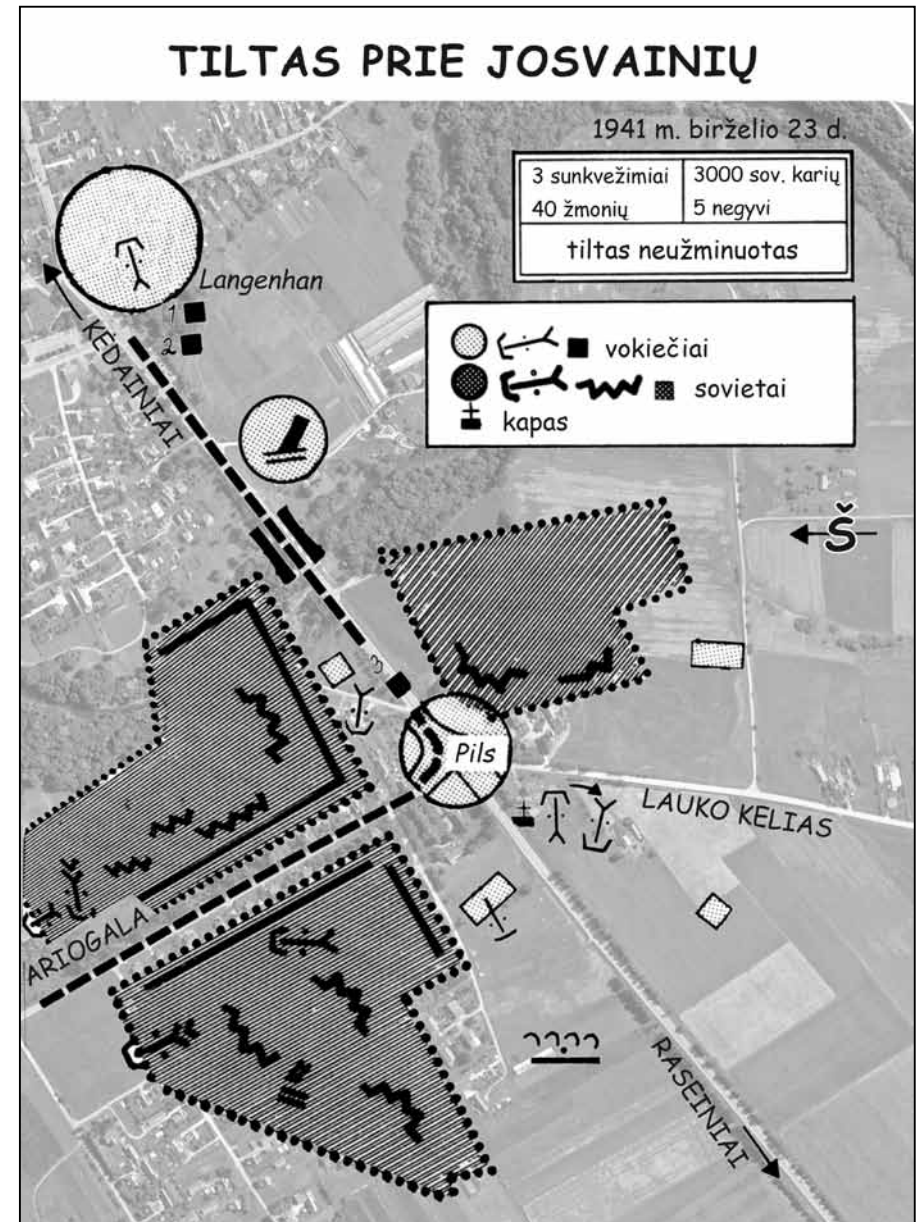 TILTAS PRIE JOSVAINIŲ
1941 m. birželio 23 d.
3 sunkvežimiai
40 žmonių
3000 sov. karių
5 negyvi
tiltas neužminuotas
vokiečiai
sovietai
kapas
Langenhan
1
2
KĖDAINIAI
Š
3
Pils
LAUKO KELIAS
ARIOGALA
RASEINIAI